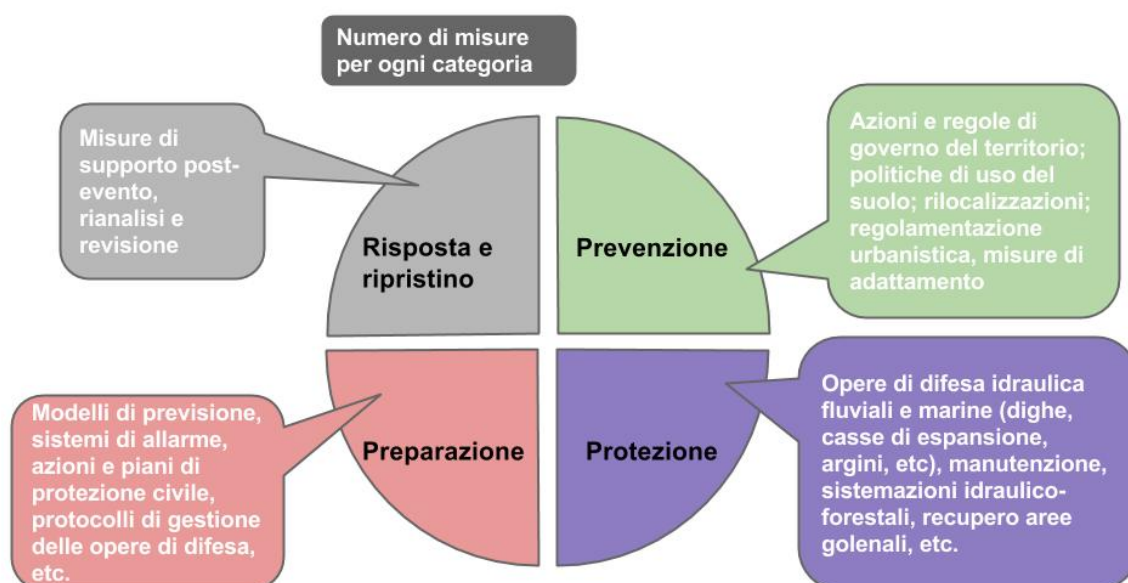 Numero di misure
per ogni categoria
Misure di
supporto post-
evento,
rianalisi e
revisione
Azioni e regole di
governo del territorio;
politiche di uso del
suolo; rilocalizzazioni;
regolamentazione
urbanistica, misure di
adattamento
Risposta e
ripristino
Prevenzione
Preparazione
Protezione
Modelli di previsione,
sistemi di allarme,
azioni e piani di
protezione civile,
protocolli di gestione
delle opere di difesa,
etc.
Opere di difesa idraulica
fluviali e marine (dighe,
casse di espansione,
argini, etc), manutenzione,
sistemazioni idraulico-
forestali, recupero aree
golenali, etc.